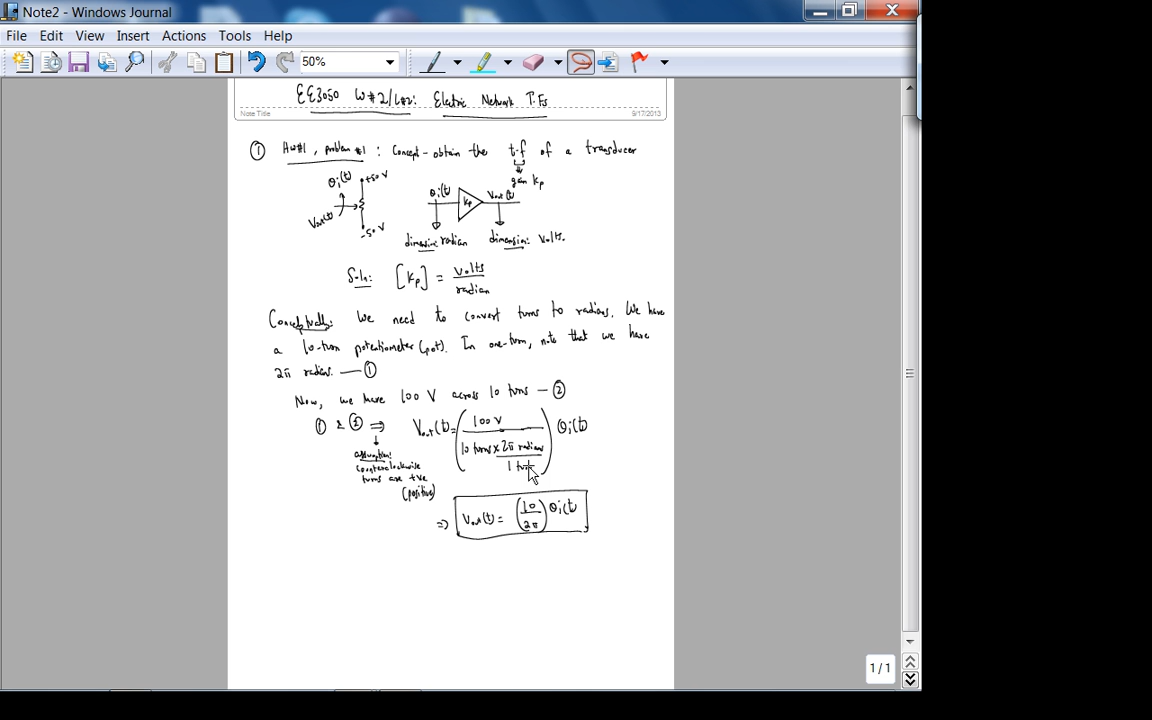 Note2 - Windows Journal
File Edit View Insert Actions Tools Help
50%
EE3050 W#2/L#2: Electric Network T.Fs
Note Title
9/17/2013
① HW#1, problem #1 : Concept - obtain the t.f of a transducer
gain Kp
θi(t) +50 V
Vout(t)
-50 V
θi(t) Kp Vout(t)
dimension: radian dimension: volts.
Soln: [Kp] = volts/radian
Conceptually: We need to convert turns to radians. We have
a 10-turn potentiometer (pot). In one-turn, note that we have
2π radians. — ①
Now, we have 100 V across 10 turns — ②
① & ② ⇒ Vout(t) = (100 V / (10 turns x 2π radians / 1 turn)) θi(t)
assumption:
counterclockwise
turns are +ve
(positive)
⇒ Vout(t) = (10/2π) θi(t)
1 / 1